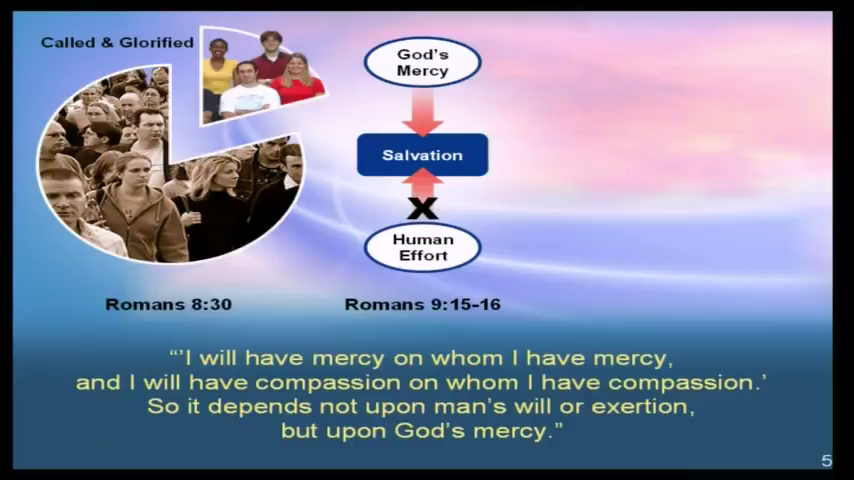 Called & Glorified
God's
Mercy
Salvation
X
Human
Effort
Romans 8:30
Romans 9:15-16
“'I will have mercy on whom I have mercy,
and I will have compassion on whom I have compassion.'
So it depends not upon man's will or exertion,
but upon God's mercy.”
5